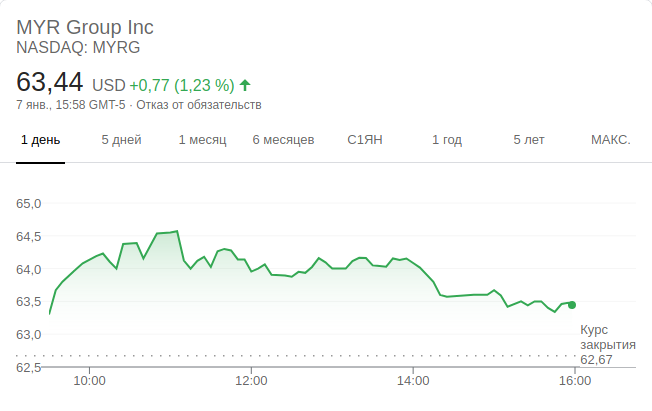 MYR Group Inc
NASDAQ: MYRG
63,44 USD +0,77 (1,23 %)
7 янв., 15:58 GMT-5 · Отказ от обязательств
1 день 5 дней 1 месяц 6 месяцев С1ЯН 1 год 5 лет МАКС.
65,0
64,5
64,0
63,5
63,0
Курс
закрытия
62,67
62,5
10:00 12:00 14:00 16:00